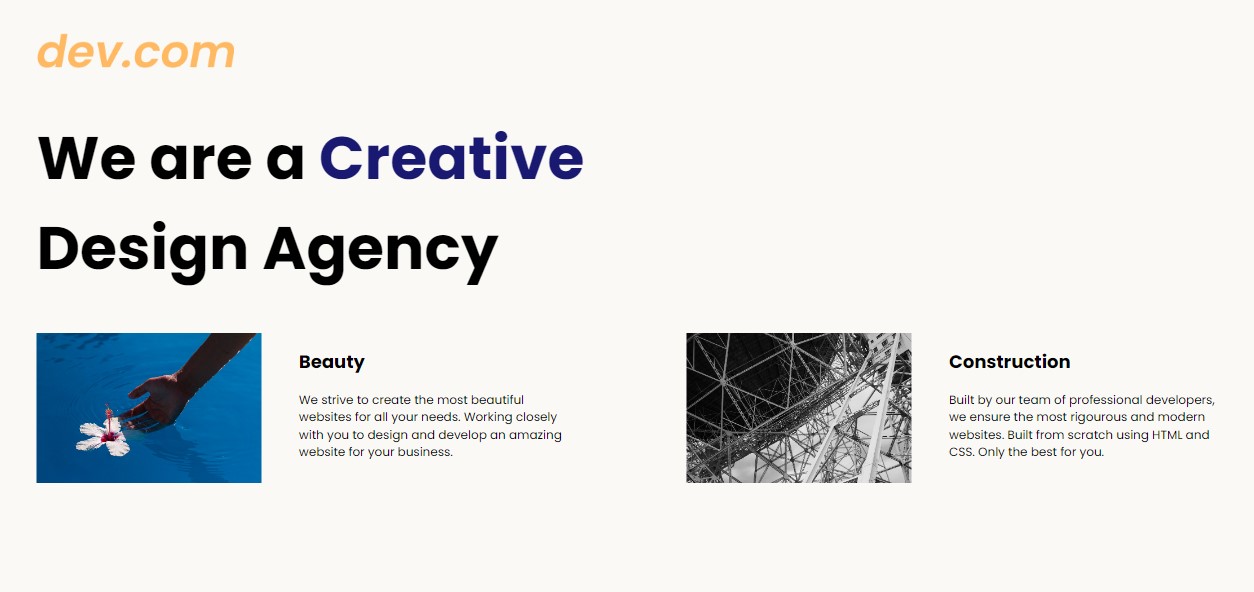 dev.com
We are a Creative
Design Agency
Beauty
We strive to create the most beautiful
websites for all your needs. Working closely
with you to design and develop an amazing
website for your business.
Construction
Built by our team of professional developers,
we ensure the most rigourous and modern
websites. Built from scratch using HTML and
CSS. Only the best for you.